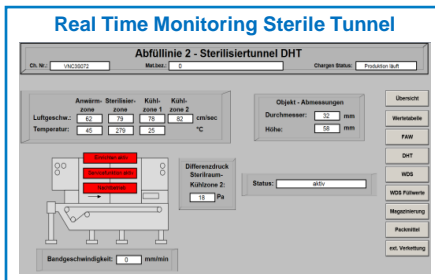 Real Time Monitoring Sterile Tunnel
Abfüllinie 2 - Sterilisiertunnel DHT
Ch. Nr.: VNC30G72 Mat.bez.: 0 Chargen Status: Produktion läuft
Anwärm- Sterilisier- Kühl- Kühl-
zone zone zone 1 zone 2
Luftgeschw.: 62 79 78 82 cm/sec
Temperatur: 45 279 25 °C
Objekt - Abmessungen
Durchmesser: 32 mm
Höhe: 58 mm
Differenzdruck
Sterilraum-
Kühlzone 2:
18 Pa
Status: aktiv
Bandgeschwindigkeit: 0 mm/min
Übersicht
Wertetabelle
FAW
DHT
WDS
WDS Füllwerte
Magazinierung
Packmittel
ext. Verkettung